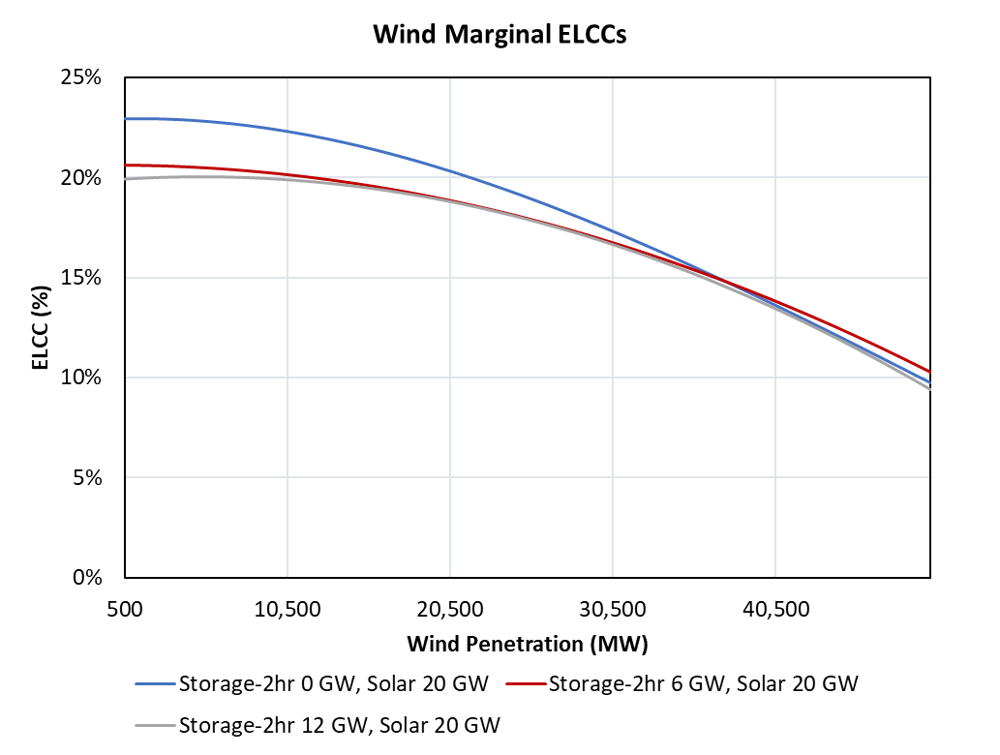 Wind Marginal ELCCs
25%
20%
15%
10%
5%
0%
ELCC (%)
500
10,500
20,500
30,500
40,500
Wind Penetration (MW)
Storage-2hr 0 GW, Solar 20 GW
Storage-2hr 6 GW, Solar 20 GW
Storage-2hr 12 GW, Solar 20 GW